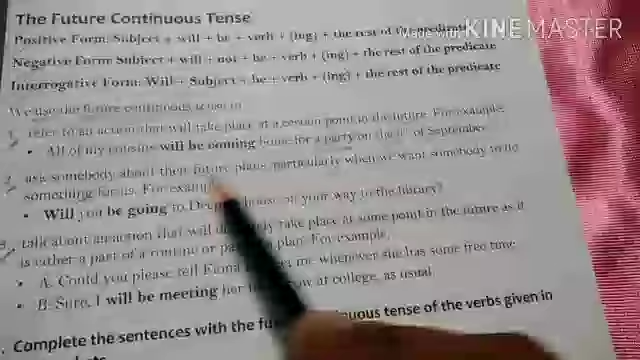 The Future Continuous Tense
Made with KINEMASTER
Positive Form: Subject + will + be + verb + (ing) + the rest of the predicate
Negative Form: Subject + will + not + be + verb + (ing) + the rest of the predicate
Interrogative Form: Will + Subject + be + verb + (ing) + the rest of the predicate
We use the future continuous tense to
1. refer to an action that will take place at a certain point in the future. For example,
• All of my cousins will be coming home for a party on the of September
2. ask somebody about their future plans, particularly when we want somebody to do
something for us. For example
• Will you be going to house on your way to the library?
3. talk about an action that will take place at some point in the future as it
is either a part of a routine or plan. For example,
• A. Could you please tell me whenever she has some free time
• B. Sure, I will be meeting her at college, as usual
Complete the sentences with the continuous tense of the verbs given in